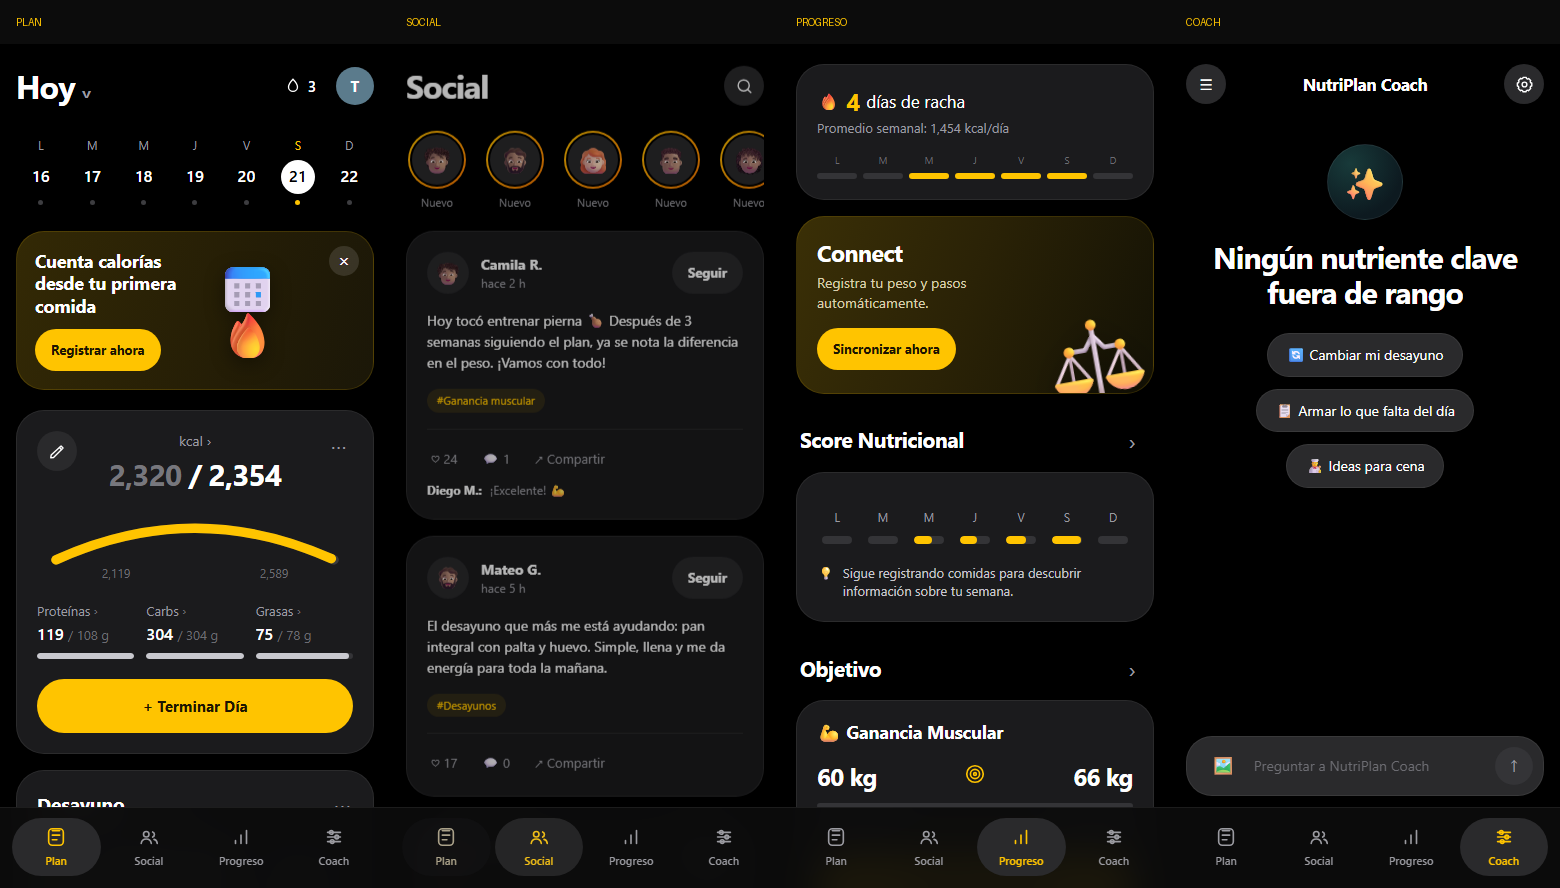 PLAN
Hoy v
3
T
L M M J V S D
16 17 18 19 20 21 22
Cuenta calorías
desde tu primera
comida
Registrar ahora
kcal ›
2,320 / 2,354
2,119 2,589
Proteínas › Carbs › Grasas ›
119 / 108 g 304 / 304 g 75 / 78 g
+ Terminar Día
Desayuno
Plan Social Progreso Coach
SOCIAL
Social
Nuevo Nuevo Nuevo Nuevo Nuevo
Camila R.
hace 2 h
Seguir
Hoy tocó entrenar pierna 🍗 Después de 3
semanas siguiendo el plan, ya se nota la diferencia
en el peso. ¡Vamos con todo!
#Ganancia muscular
♡ 24 💬 1 ↗ Compartir
Diego M.: ¡Excelente! 💪
Mateo G.
hace 5 h
Seguir
El desayuno que más me está ayudando: pan
integral con palta y huevo. Simple, llena y me da
energía para toda la mañana.
#Desayunos
♡ 17 💬 0 ↗ Compartir
Plan Social Progreso Coach
PROGRESO
🔥 4 días de racha
Promedio semanal: 1,454 kcal/día
L M M J V S D
Connect
Registra tu peso y pasos
automáticamente.
Sincronizar ahora
Score Nutricional ›
L M M J V S D
💡 Sigue registrando comidas para descubrir
información sobre tu semana.
Objetivo ›
💪 Ganancia Muscular
60 kg 66 kg
Plan Social Progreso Coach
COACH
NutriPlan Coach
Ningún nutriente clave
fuera de rango
🔄 Cambiar mi desayuno
📋 Armar lo que falta del día
Ideas para cena
Preguntar a NutriPlan Coach ↑
Plan Social Progreso Coach